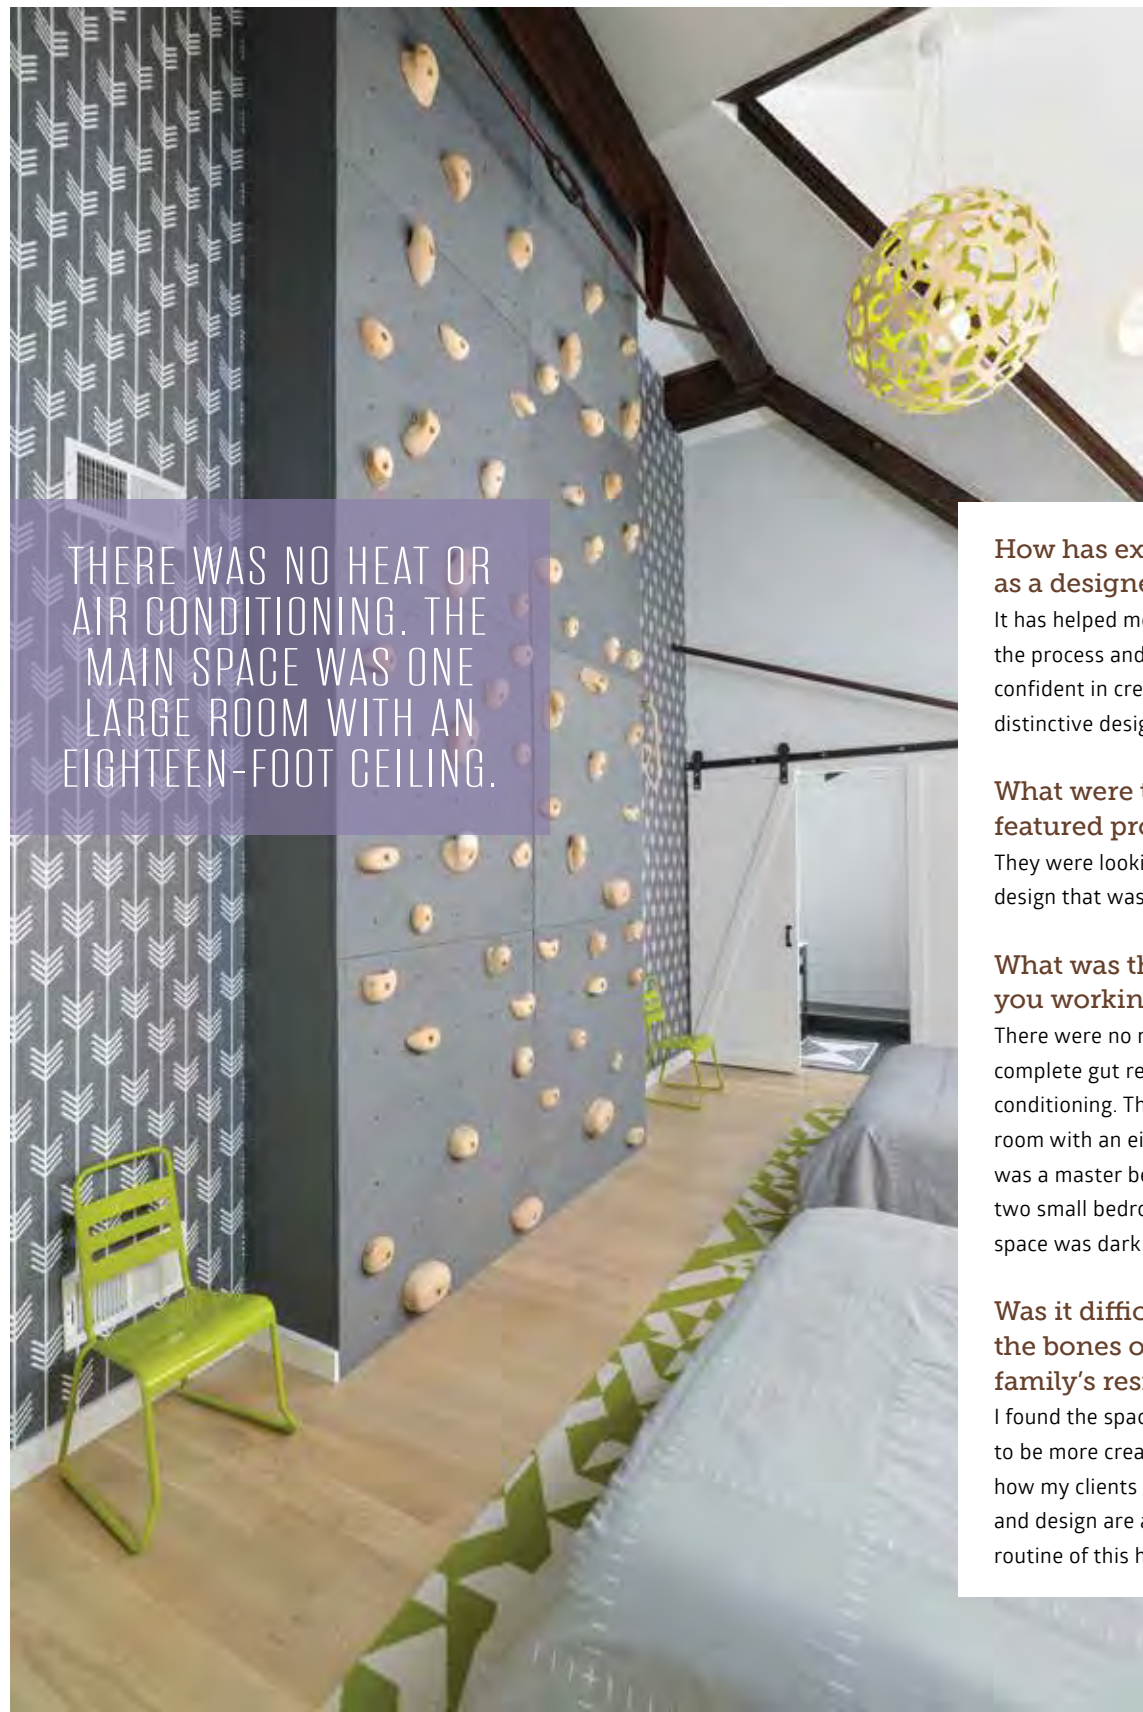 THERE WAS NO HEAT OR
AIR CONDITIONING. THE
MAIN SPACE WAS ONE
LARGE ROOM WITH AN
EIGHTEEN-FOOT CEILING.
How has ex
as a designe
It has helped me
the process and
confident in cre
distinctive desig
What were t
featured pro
They were looki
design that was
What was th
you workin
There were no r
complete gut re
conditioning. Th
room with an ei
was a master be
two small bedro
space was dark
Was it diffic
the bones o
family’s resi
I found the spac
to be more crea
how my clients
and design are a
routine of this h